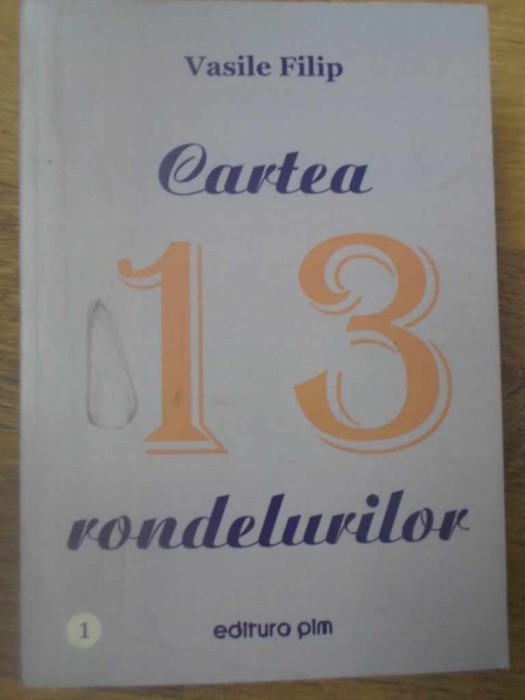 Vasile Filip
Cartea
13
rondelurilor
1
editura pim